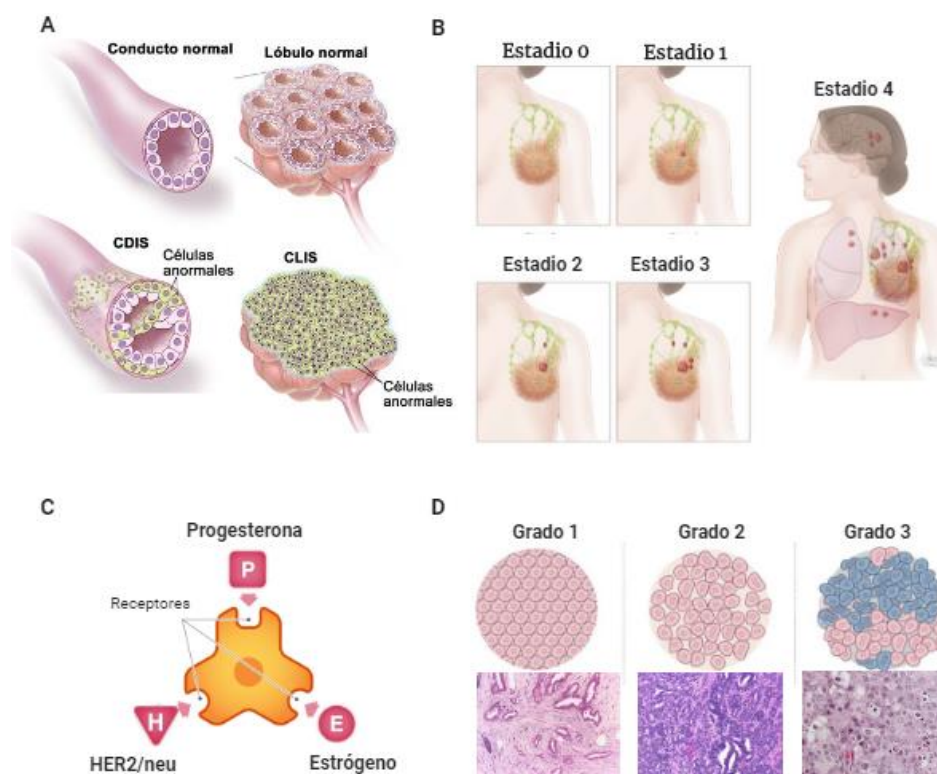 A
Conducto normal
Lóbulo normal
CDIS
Células
anormales
CLIS
Células
anormales
B
Estadio 0
Estadio 1
Estadio 4
Estadio 2
Estadio 3
C
Progesterona
P
Receptores
H
E
HER2/neu
Estrógeno
D
Grado 1
Grado 2
Grado 3